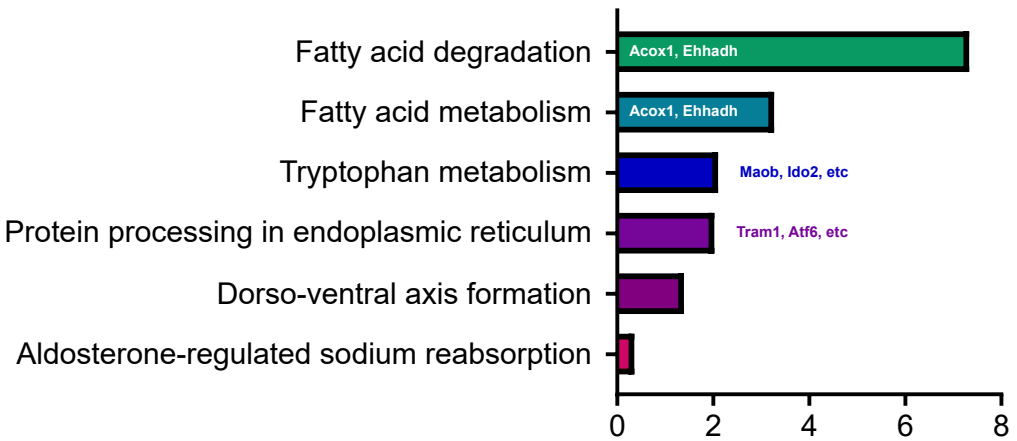 Fatty acid degradation
Acox1, Ehhadh
Fatty acid metabolism
Acox1, Ehhadh
Tryptophan metabolism
Maob, Ido2, etc
Protein processing in endoplasmic reticulum
Tram1, Atf6, etc
Dorso-ventral axis formation
Aldosterone-regulated sodium reabsorption
0 2 4 6 8